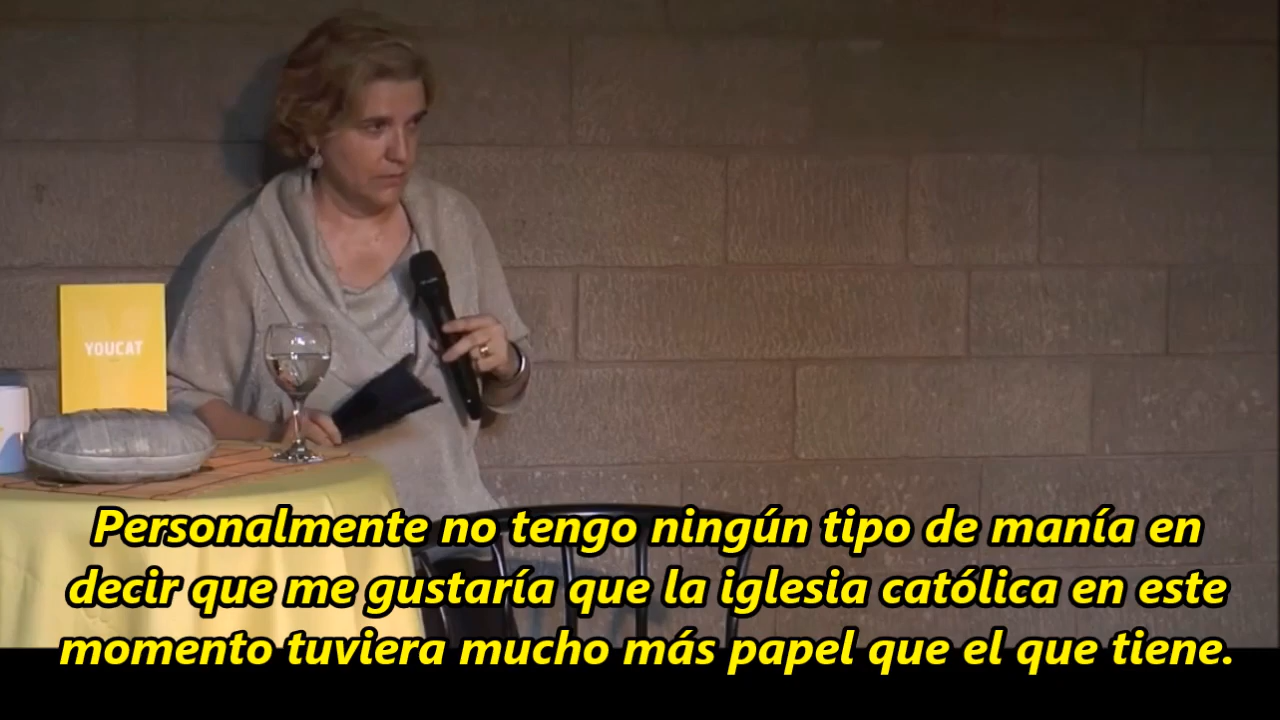 YOUCAT
Personalmente no tengo ningún tipo de manía en
decir que me gustaría que la iglesia católica en este
momento tuviera mucho más papel que el que tiene.